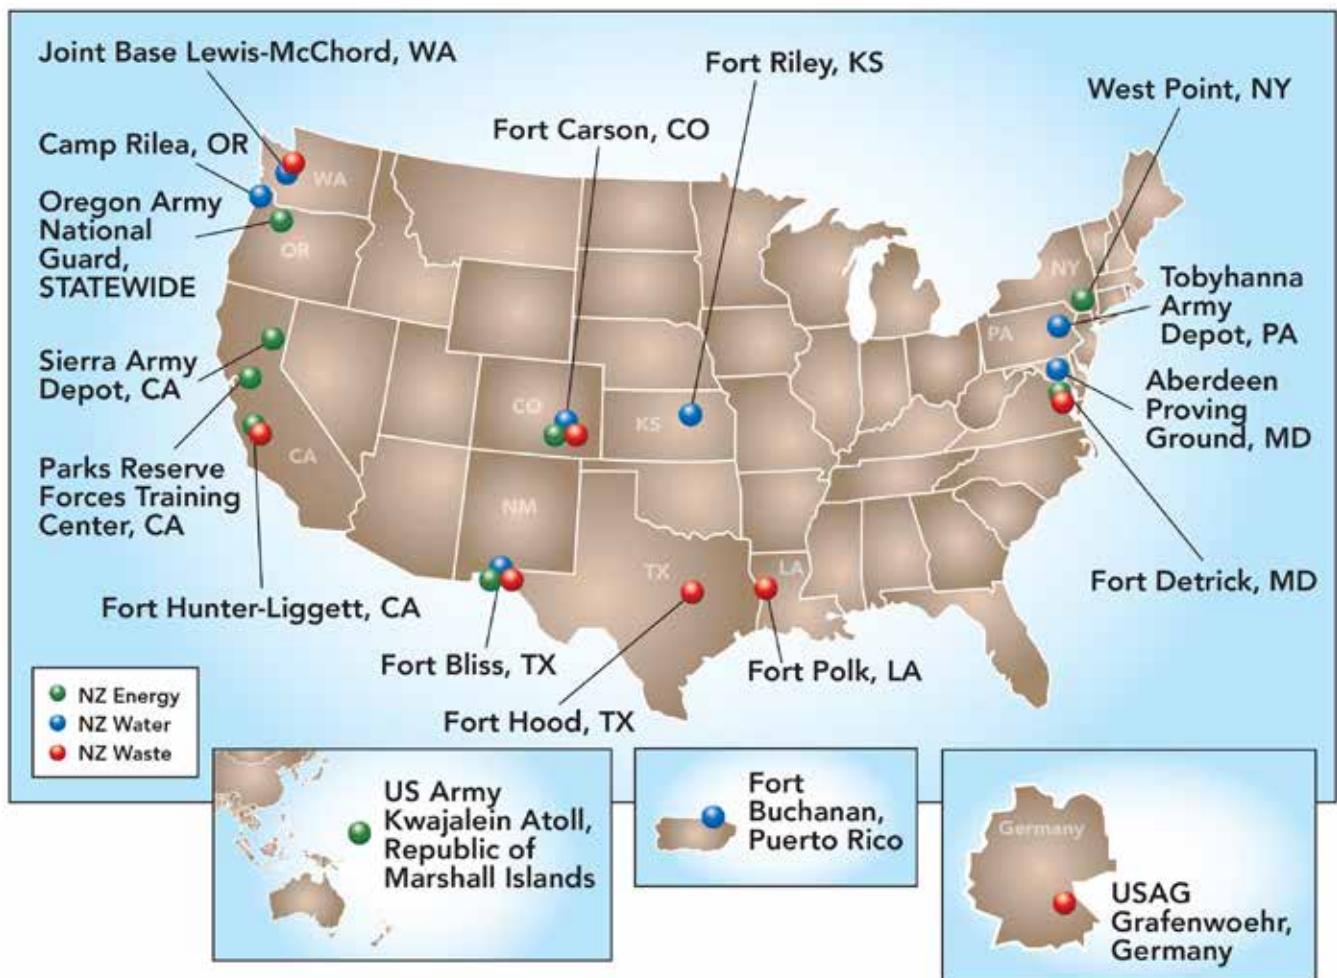 Joint Base Lewis-McChord, WA
Fort Riley, KS
West Point, NY
Fort Carson, CO
Camp Rilea, OR
Oregon Army
National
Guard,
STATEWIDE
WA
OR
NY
PA
Tobyhanna
Army
Depot, PA
Sierra Army
Depot, CA
Aberdeen
Proving
Ground, MD
CO
KS
CA
Parks Reserve
Forces Training
Center, CA
NM
TX
LA
Fort Detrick, MD
Fort Hunter-Liggett, CA
Fort Bliss, TX
Fort Polk, LA
Fort Hood, TX
NZ Energy
NZ Water
NZ Waste
US Army
Kwajalein Atoll,
Republic of
Marshall Islands
Fort
Buchanan,
Puerto Rico
Germany
USAG
Grafenwoehr,
Germany